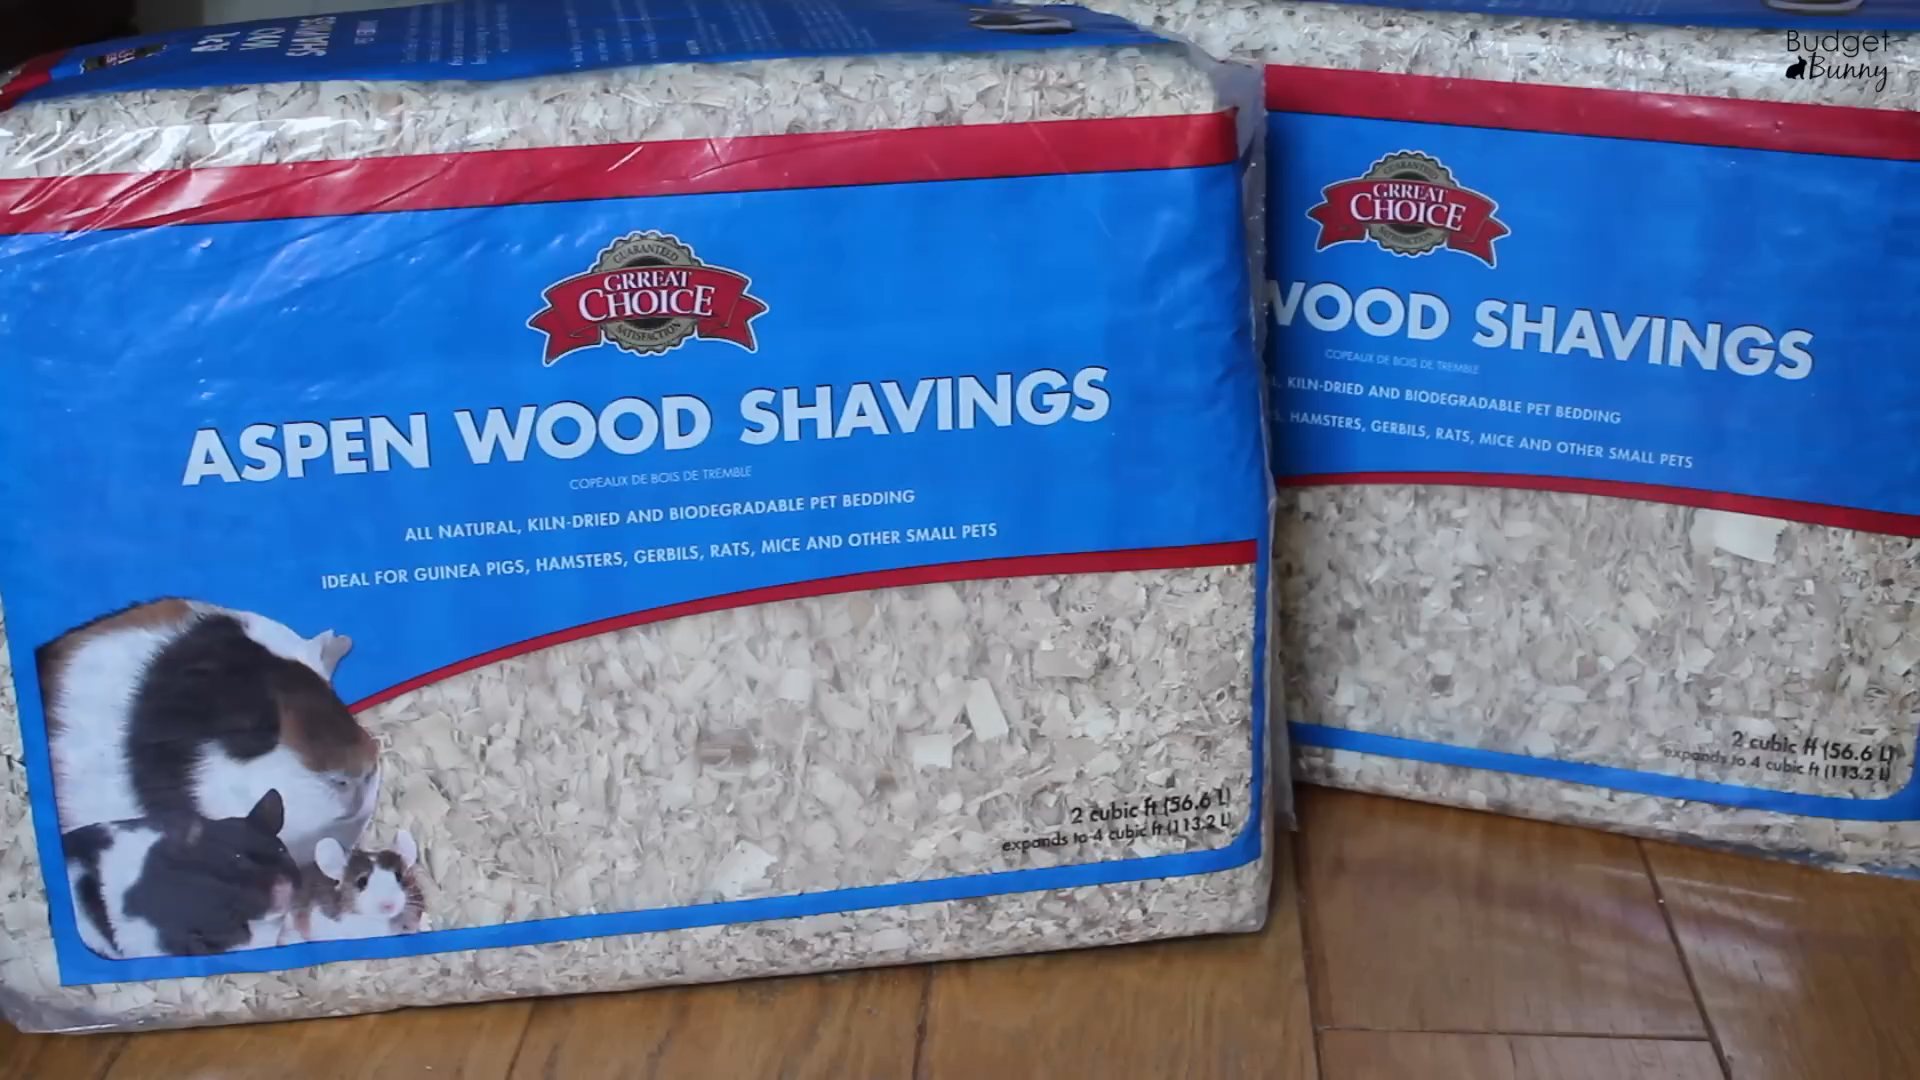 Budget
Bunny
GUARANTEED
GRREAT
CHOICE
SATISFACTION
ASPEN WOOD SHAVINGS
COPEAUX DE BOIS DE TREMBLE
ALL NATURAL, KILN-DRIED AND BIODEGRADABLE PET BEDDING
IDEAL FOR GUINEA PIGS, HAMSTERS, GERBILS, RATS, MICE AND OTHER SMALL PETS
2 cubic ft (56.6 L)
expands to 4 cubic ft (113.2 L)
GUARANTEED
GRREAT
CHOICE
SATISFACTION
WOOD SHAVINGS
COPEAUX DE BOIS DE TREMBLE
KILN-DRIED AND BIODEGRADABLE PET BEDDING
HAMSTERS, GERBILS, RATS, MICE AND OTHER SMALL PETS
2 cubic ft (56.6 L)
expands to 4 cubic ft (113.2 L)